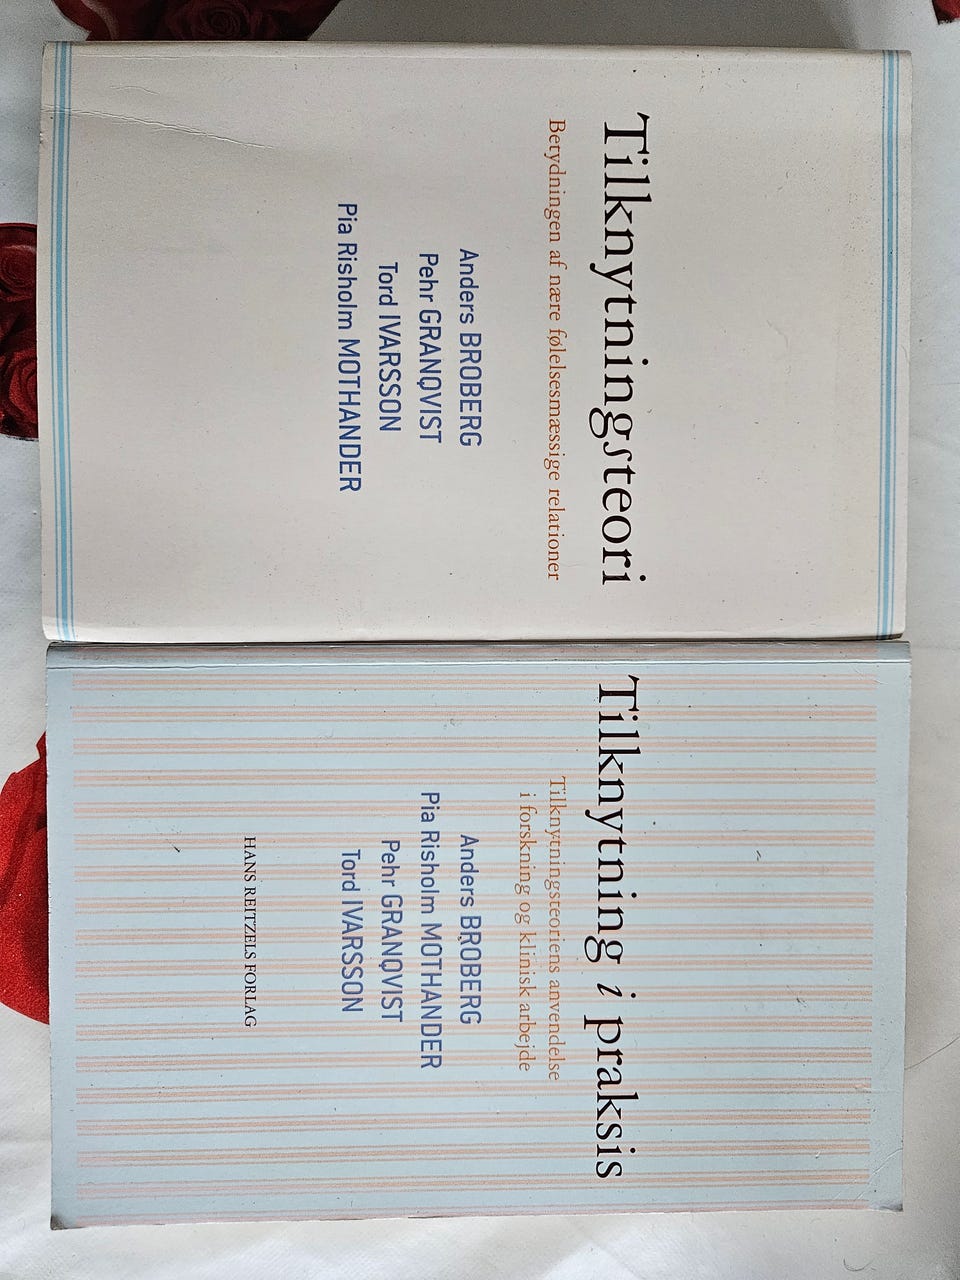 Tilknytningsteori
Betydningen af nære følelsesmæssige relationer
Anders BROBERG
Pehr GRANQVIST
Tord IVARSSON
Pia Risholm MOTHANDER
Tilknytning i praksis
Tilknytningsteoriens anvendelse
i forskning og klinisk arbejde
Anders BROBERG
Pia Risholm MOTHANDER
Pehr GRANQVIST
Tord IVARSSON
HANS REITZELS FORLAG